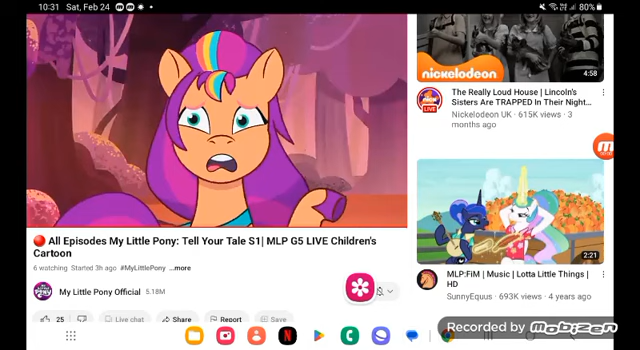 10:31 Sat, Feb 24
80%
nickelodeon
4:58
LIVE
The Really Loud House | Lincoln's
Sisters Are TRAPPED In Their Night...
Nickelodeon UK · 615K views · 3
months ago
2:21
MLP:FiM | Music | Lotta Little Things |
HD
SunnyEquus · 693K views · 4 years ago
🔴 All Episodes My Little Pony: Tell Your Tale S1| MLP G5 LIVE Children's
Cartoon
6 watching Started 3h ago #MyLittlePony ...more
My Little Pony Official 5.18M
25
Live chat
Share
Report
Save
Recorded by Mobizen